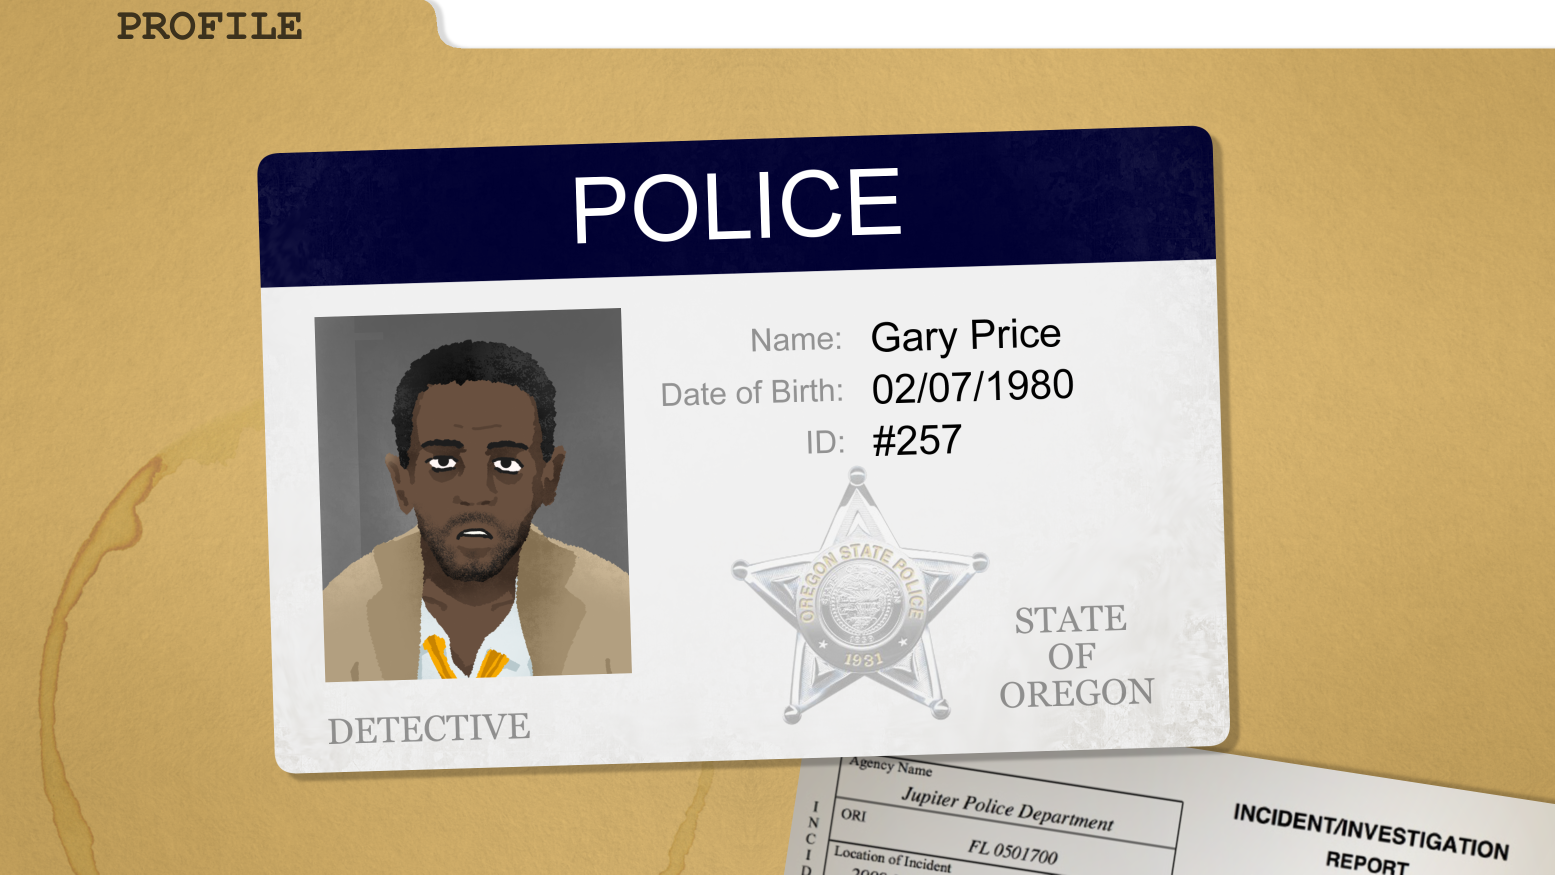 PROFILE
POLICE
Name: Gary Price
Date of Birth: 02/07/1980
ID: #257
OREGON STATE POLICE
1931
STATE
OF
OREGON
DETECTIVE
Agency Name
Jupiter Police Department
ORI
FL 0501700
Location of Incident
INCID
INCIDENT/INVESTIGATION
REPORT